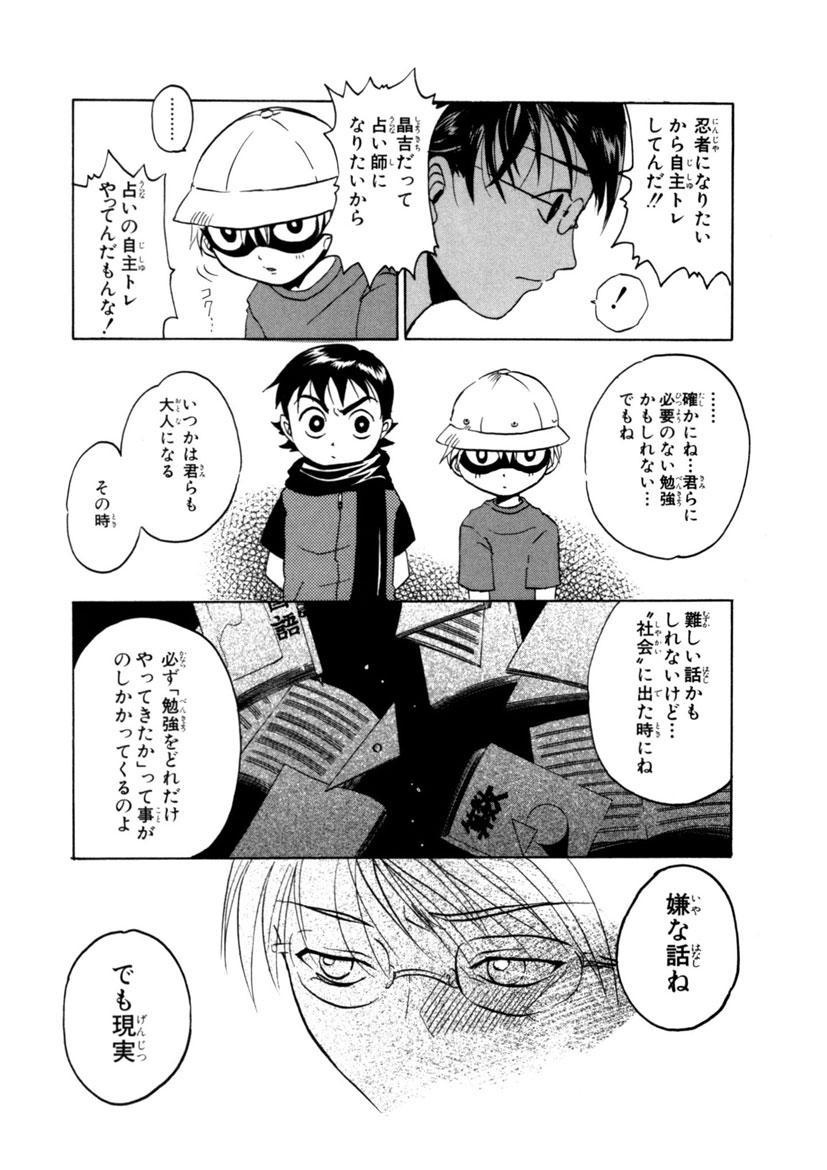 忍者になりたい
から自主トレ
してんだ!!
!
晶吉だって
占い師に
なりたいから
………
占いの自主トレ
やってんだもんな!
コク…
……
確かにね…君らに
必要のない勉強
かもしれない…
でもね
いつかは君らも
大人になる
その時
難しい話かも
しれないけど…
〝社会〟に出た時にね
必ず「勉強をどれだけ
やってきたか」って事が
のしかかってくるのよ
語
算数
嫌な話ね
でも現実